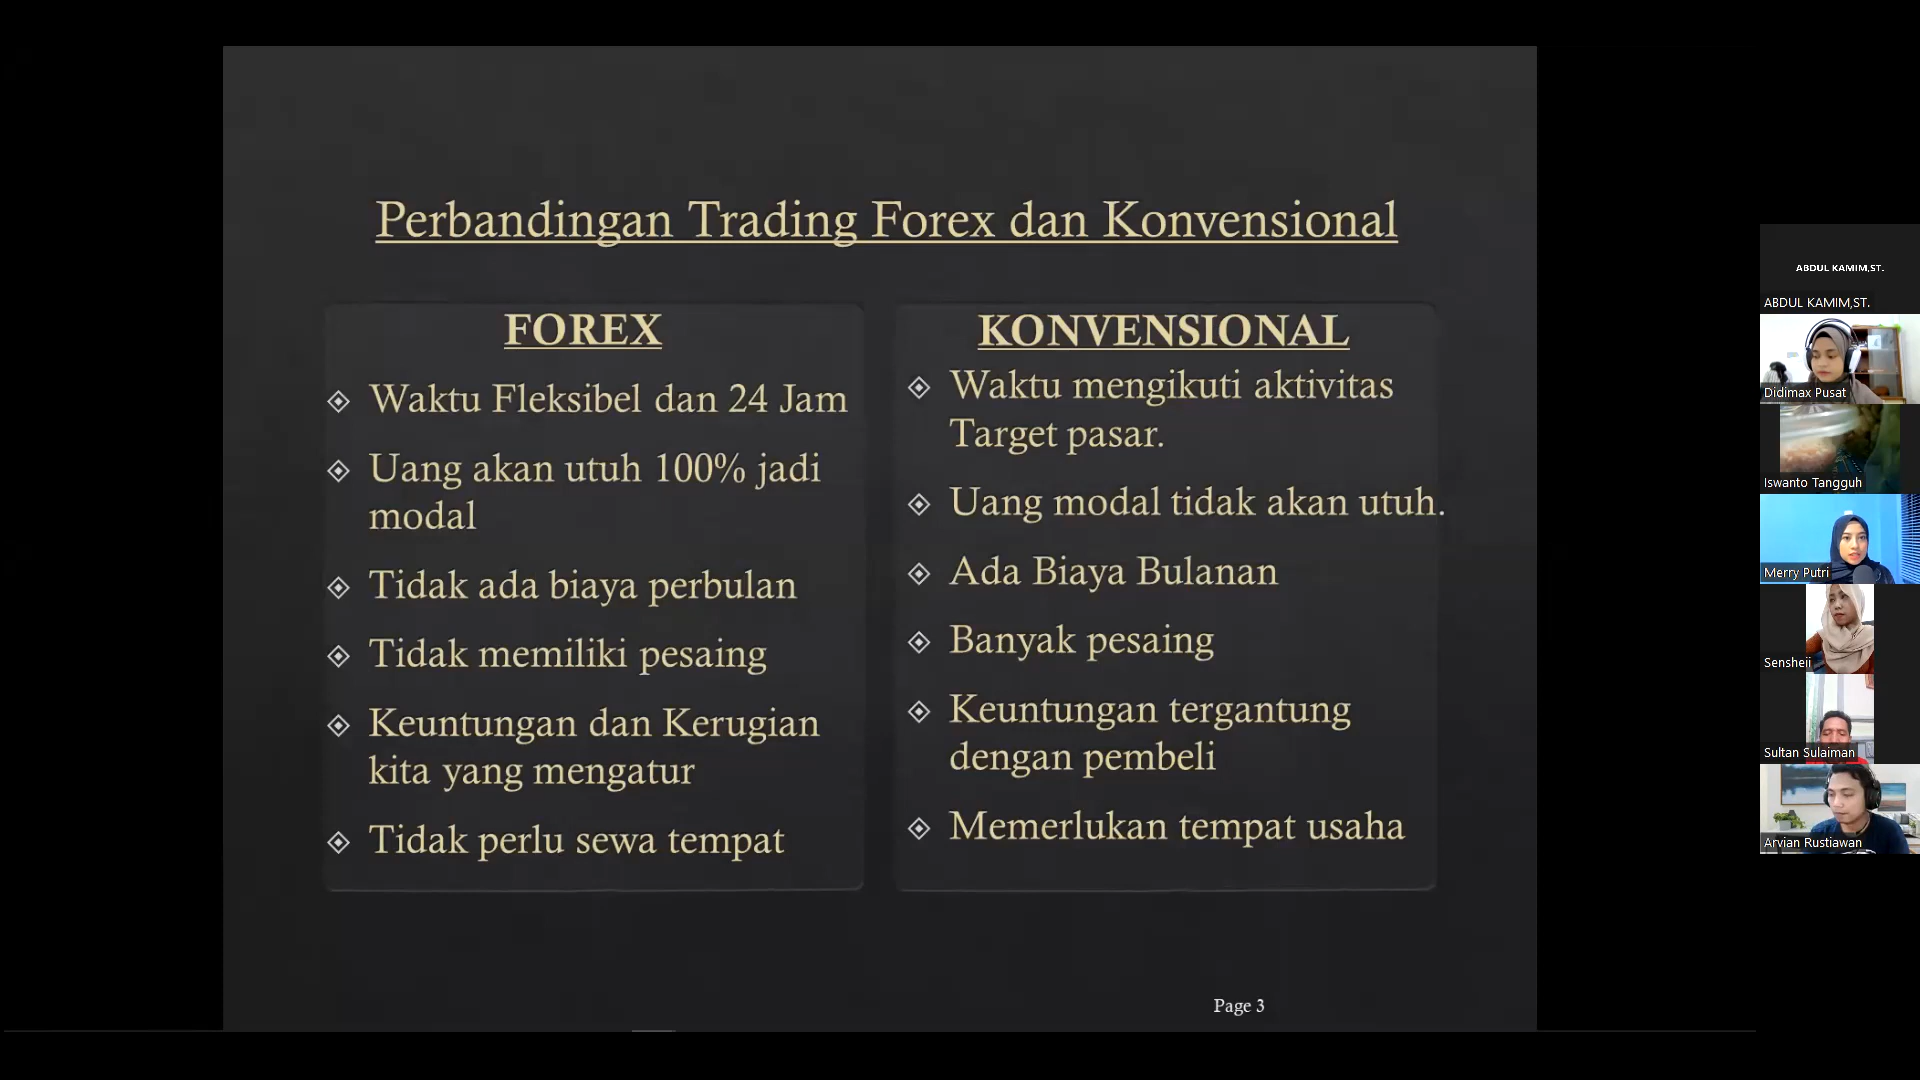 Perbandingan Trading Forex dan Konvensional
FOREX
Waktu Fleksibel dan 24 Jam
Uang akan utuh 100% jadi
modal
Tidak ada biaya perbulan
Tidak memiliki pesaing
Keuntungan dan Kerugian
kita yang mengatur
Tidak perlu sewa tempat
KONVENSIONAL
Waktu mengikuti aktivitas
Target pasar.
Uang modal tidak akan utuh.
Ada Biaya Bulanan
Banyak pesaing
Keuntungan tergantung
dengan pembeli
Memerlukan tempat usaha
Page 3
ABDUL KAMIM,ST.
ABDUL KAMIM,ST.
Didimax Pusat
Iswanto Tangguh
Merry Putri
Sensheii
Sultan Sulaiman
Arvian Rustiawan